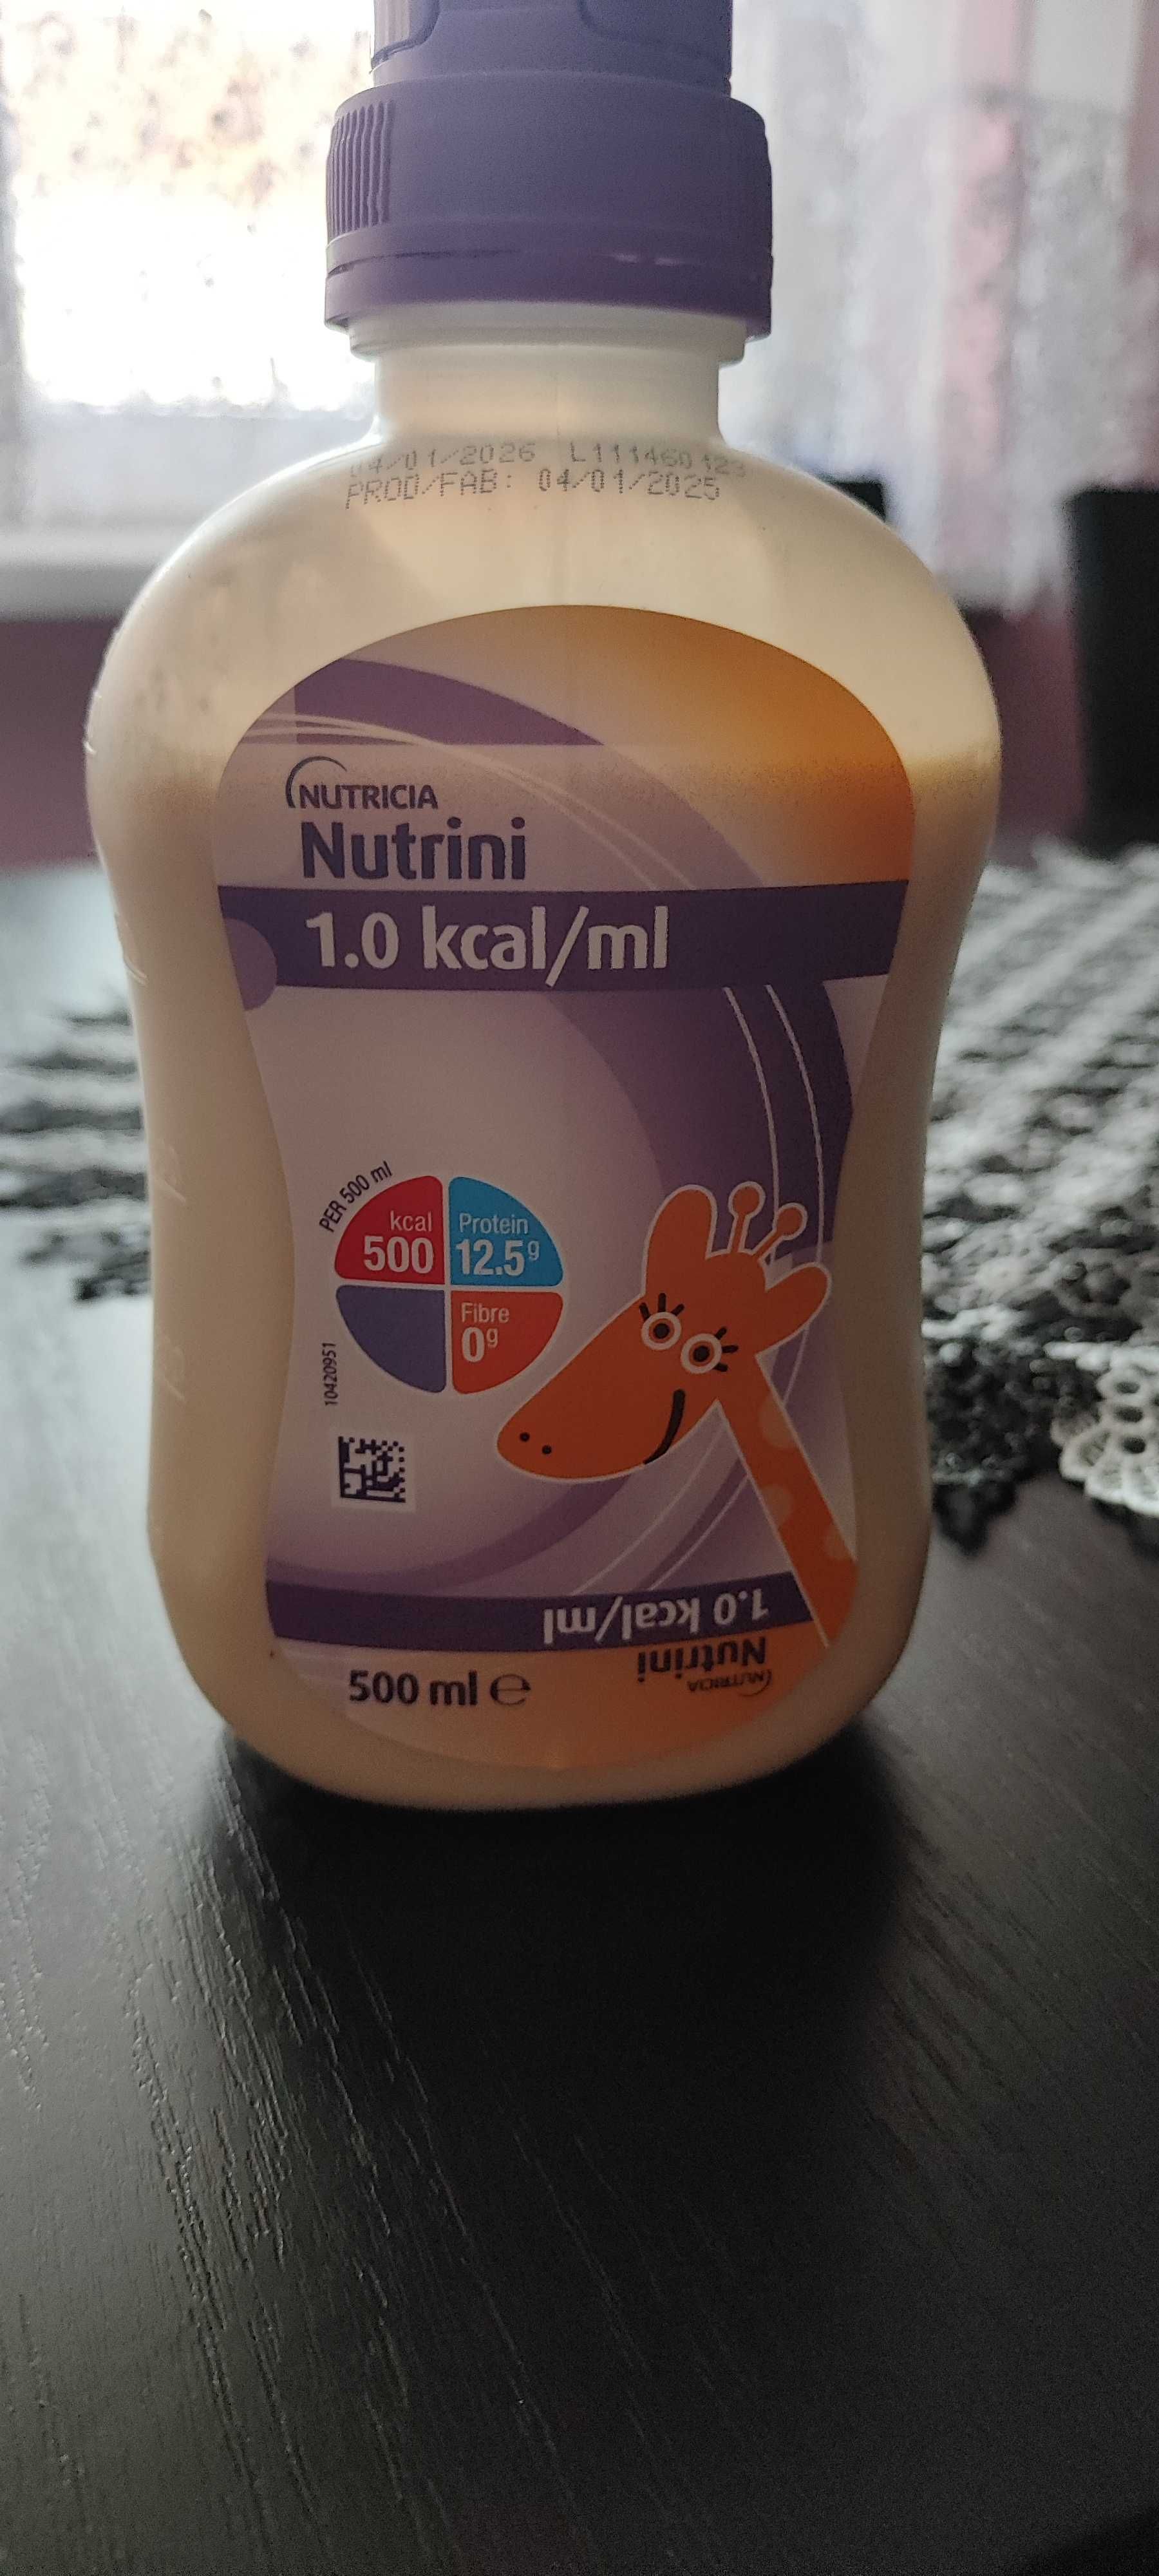 04/01/2026 L111460123
PROD/FAB: 04/01/2025
NUTRICIA
Nutrini
1.0 kcal/ml
PER 500 ml
kcal
500
Protein
12.5g
Fibre
0g
10420951
1.0 kcal/ml
Nutrini
NUTRICIA
500 ml e